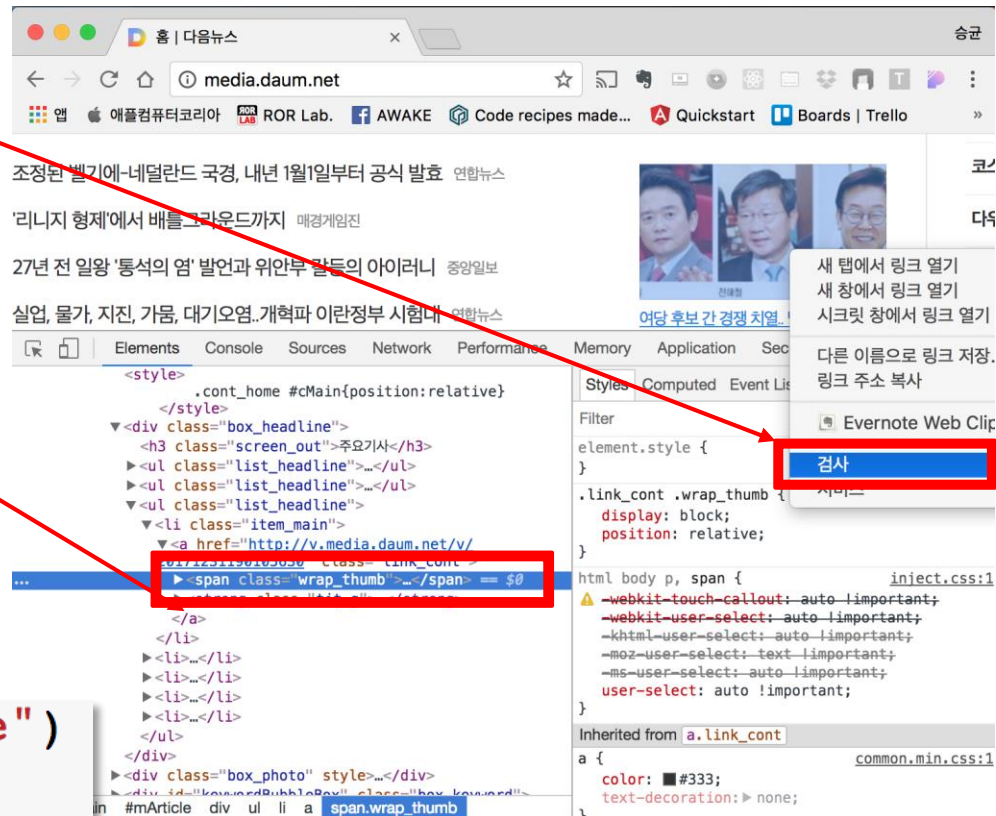 홈 | 다음뉴스
승균
media.daum.net
앱 애플컴퓨터코리아 ROR Lab. AWAKE Code recipes made... Quickstart Boards | Trello »
조정된 벨기에-네덜란드 국경, 내년 1월1일부터 공식 발효 연합뉴스
'리니지 형제'에서 배틀그라운드까지 매경게임진
27년 전 일왕 '통석의 염' 발언과 위안부 갈등의 아이러니 중앙일보
실업, 물가, 지진, 가뭄, 대기오염..개혁파 이란정부 시험대 연합뉴스
전해철
여당 후보 간 경쟁 치열..
새 탭에서 링크 열기
새 창에서 링크 열기
시크릿 창에서 링크 열기
다른 이름으로 링크 저장.
링크 주소 복사
Evernote Web Clip
검사
서비스
Elements Console Sources Network Performance Memory Application Sec
<style>
.cont_home #cMain{position:relative}
</style>
▼<div class="box_headline">
<h3 class="screen_out">주요기사</h3>
▶<ul class="list_headline">…</ul>
▶<ul class="list_headline">…</ul>
▼<ul class="list_headline">
▼<li class="item_main">
▼<a href="http://v.media.daum.net/v/
20171231190103630" class="link_cont">
... ▶<span class="wrap_thumb">…</span> == $0
</a>
</li>
▶<li>…</li>
▶<li>…</li>
▶<li>…</li>
▶<li>…</li>
</ul>
</div>
▶<div class="box_photo" style>…</div>
▶<div id="keywordBubbleBox" class="box_keyword">
#mArticle div ul li a span.wrap_thumb
e")
Styles Computed Event Lis
Filter
element.style {
}
.link_cont .wrap_thumb {
display: block;
position: relative;
}
html body p, span { inject.css:1
-webkit-touch-callout: auto !important;
-webkit-user-select: auto !important;
-khtml-user-select: auto !important;
-moz-user-select: text !important;
-ms-user-select: auto !important;
user-select: auto !important;
}
Inherited from a.link_cont
a { common.min.css:1
color: #333;
text-decoration:▶ none;
}